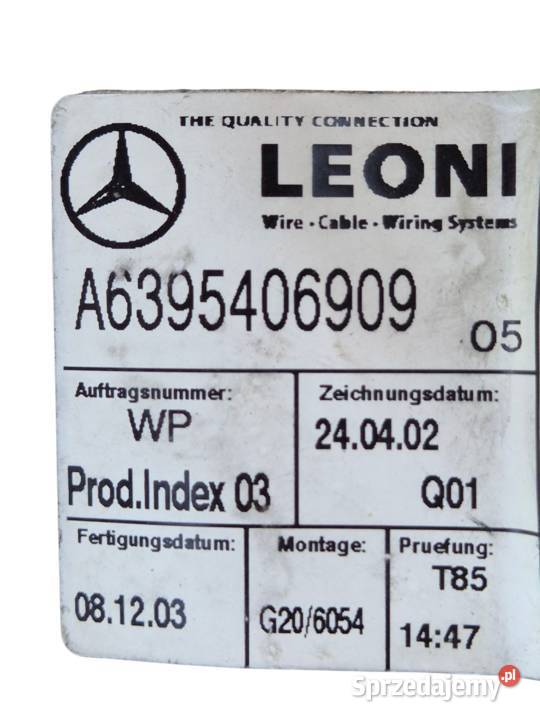 THE QUALITY CONNECTION
LEONI
Wire - Cable - Wiring Systems
A6395406909 05
Auftragsnummer:
WP
Prod.Index 03
Zeichnungsdatum:
24.04.02
Q01
Fertigungsdatum:
08.12.03
Montage:
G20/6054
Pruefung:
T85
14:47
Sprzedajemy.pl